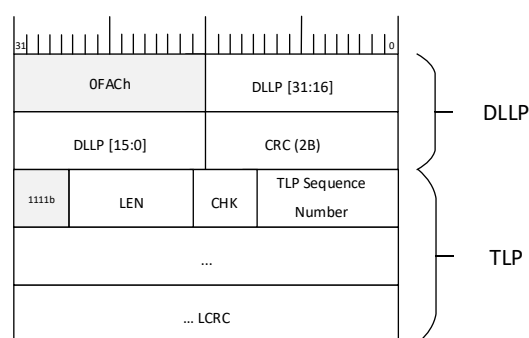 31
0
0FACh
DLLP [31:16]
DLLP
DLLP [15:0]
CRC (2B)
1111b
LEN
CHK
TLP Sequence
Number
...
TLP
... LCRC